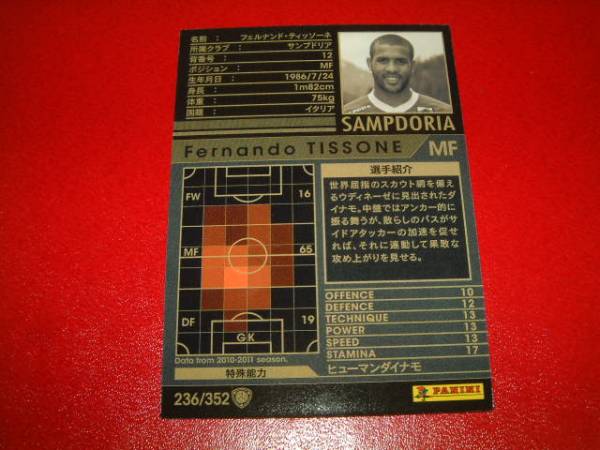 名前 : フェルナンド・ティッソーネ
所属クラブ : サンプドリア
背番号 : 12
ポジション : MF
生年月日 : 1986/7/24
身長 : 1m82cm
体重 : 75kg
国籍 : イタリア
SAMPDORIA
Fernando TISSONE MF
FW 16
MF 65
DF 19
GK
Data from 2010-2011 season.
選手紹介
世界屈指のスカウト網を備え
るウディネーゼに見出されたダ
イナモ。中盤ではアンカー的に
振る舞うが、散らしのパスがサ
イドアタッカーの加速を促せ
れば、それに連動して果敢な
攻め上がりを見せる。
OFFENCE 10
DEFENCE 12
TECHNIQUE 13
POWER 13
SPEED 13
STAMINA 17
特殊能力
ヒューマンダイナモ
236/352
PANINI